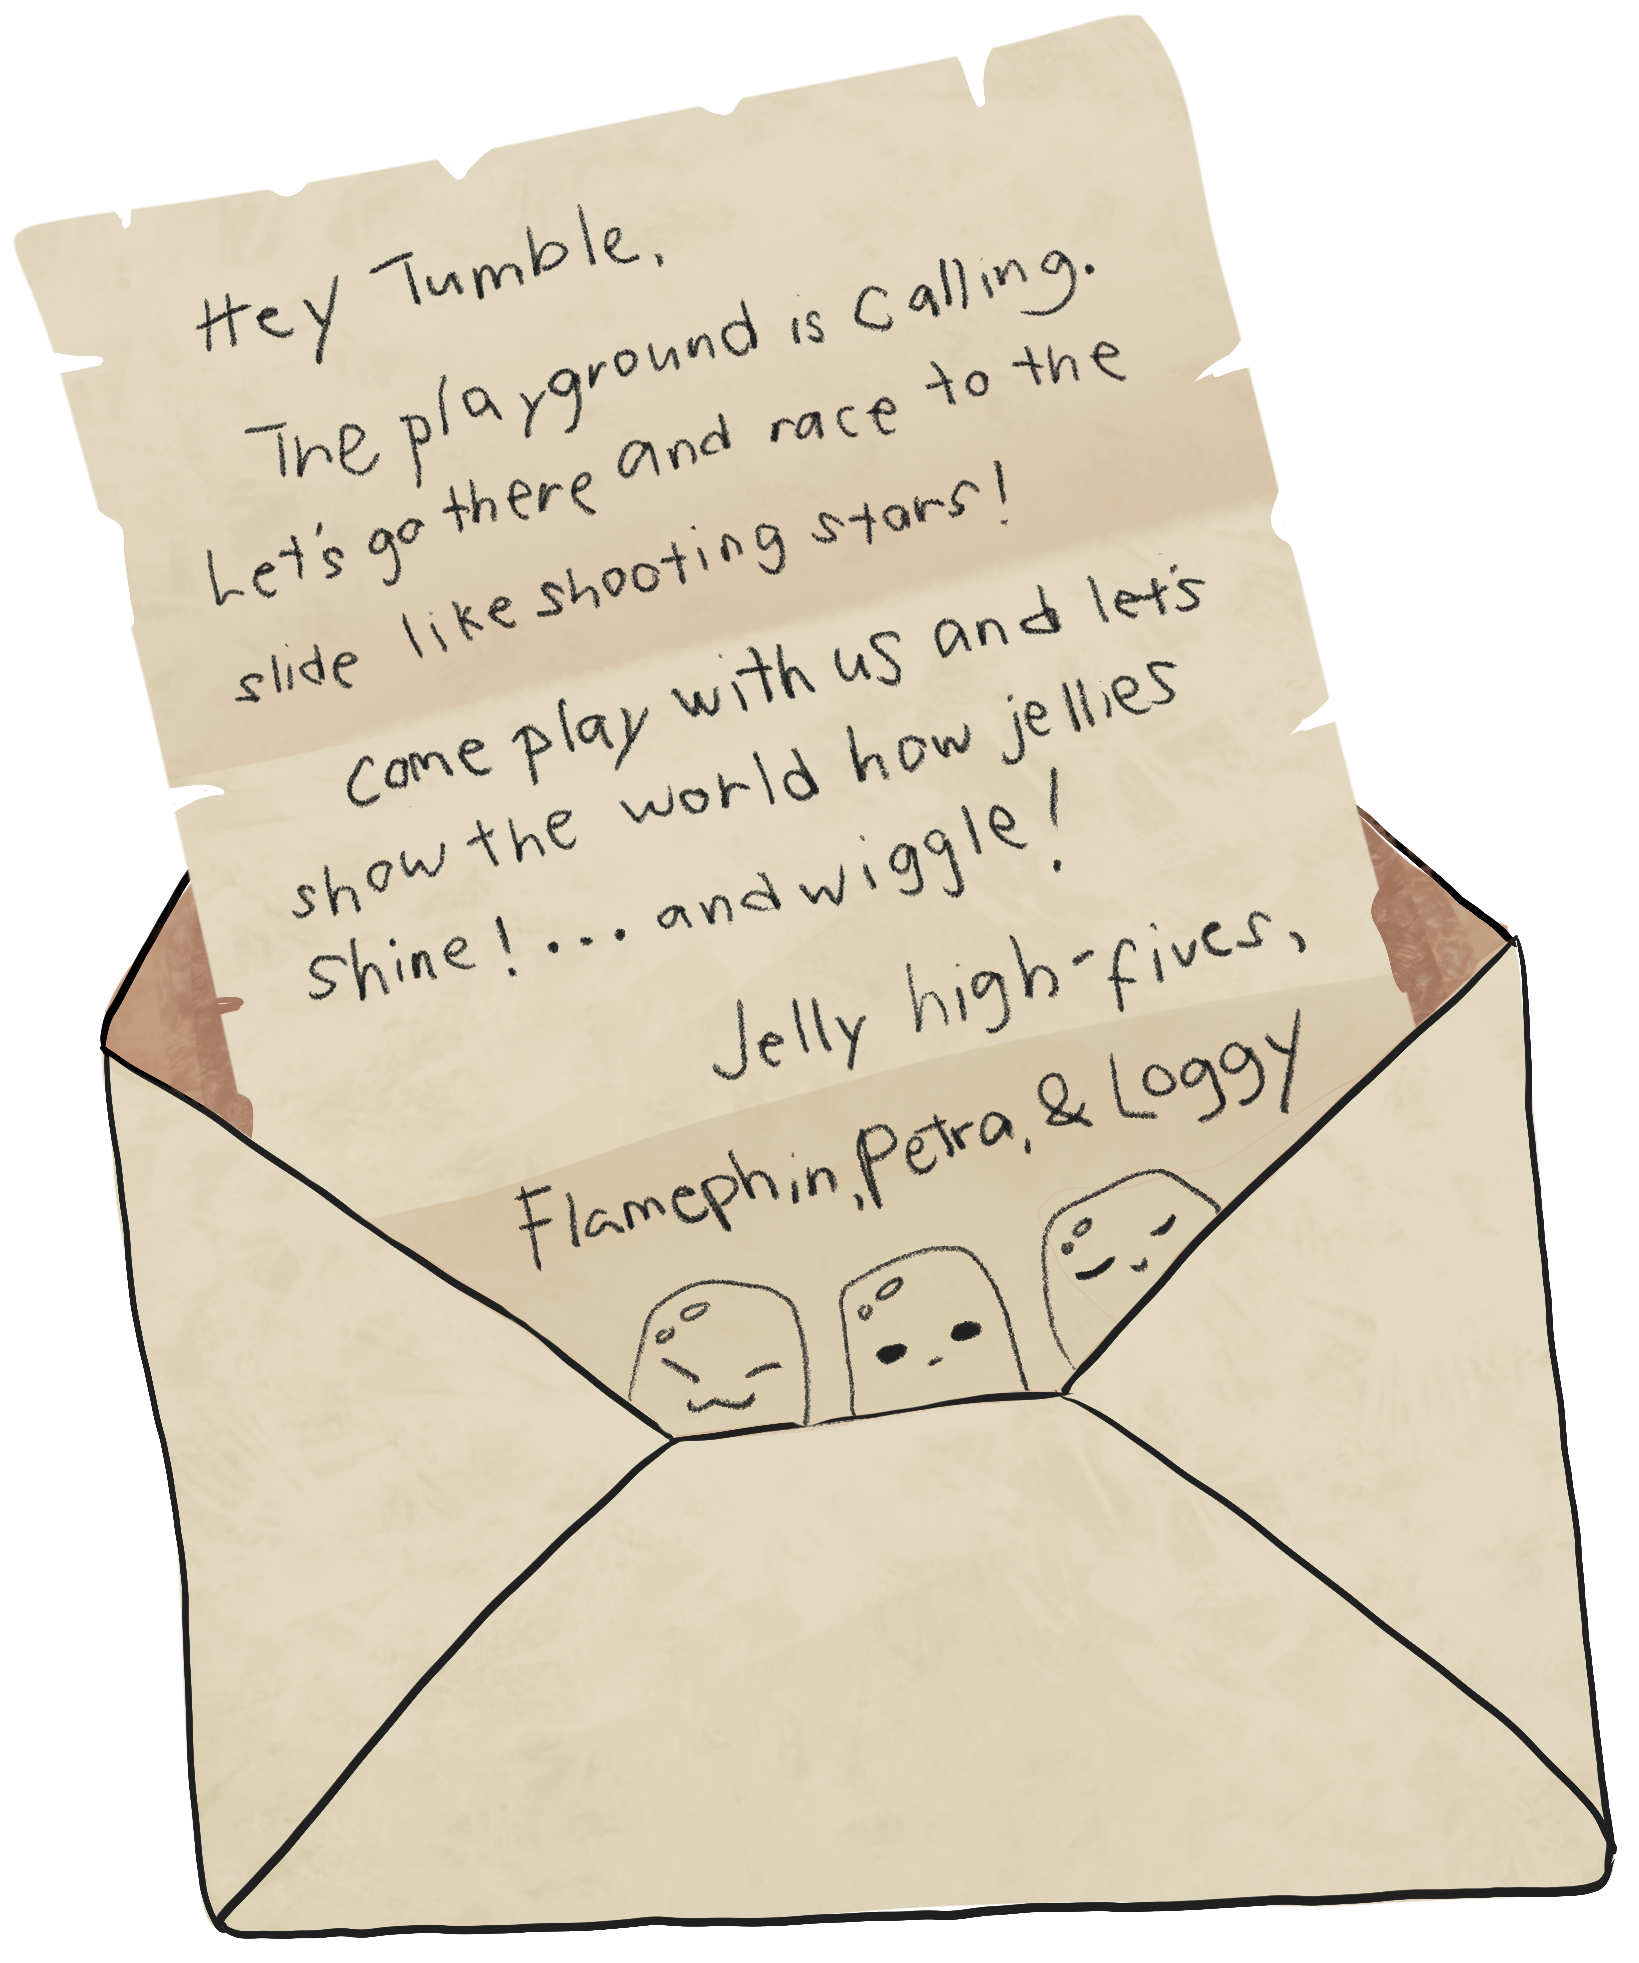 Hey Tumble,
The playground is calling.
Let's go there and race to the
slide like shooting stars!
come play with us and let's
show the world how jellies
shine!... and wiggle!
Jelly high-fives,
Flamephin, Petra, & Loggy